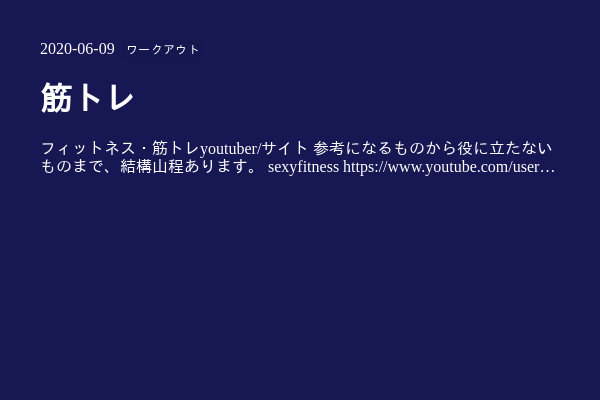 2020-06-09 ワークアウト
筋トレ
フィットネス・筋トレyoutuber/サイト 参考になるものから役に立たない
ものまで、結構山程あります。 sexyfitness https://www.youtube.com/user…